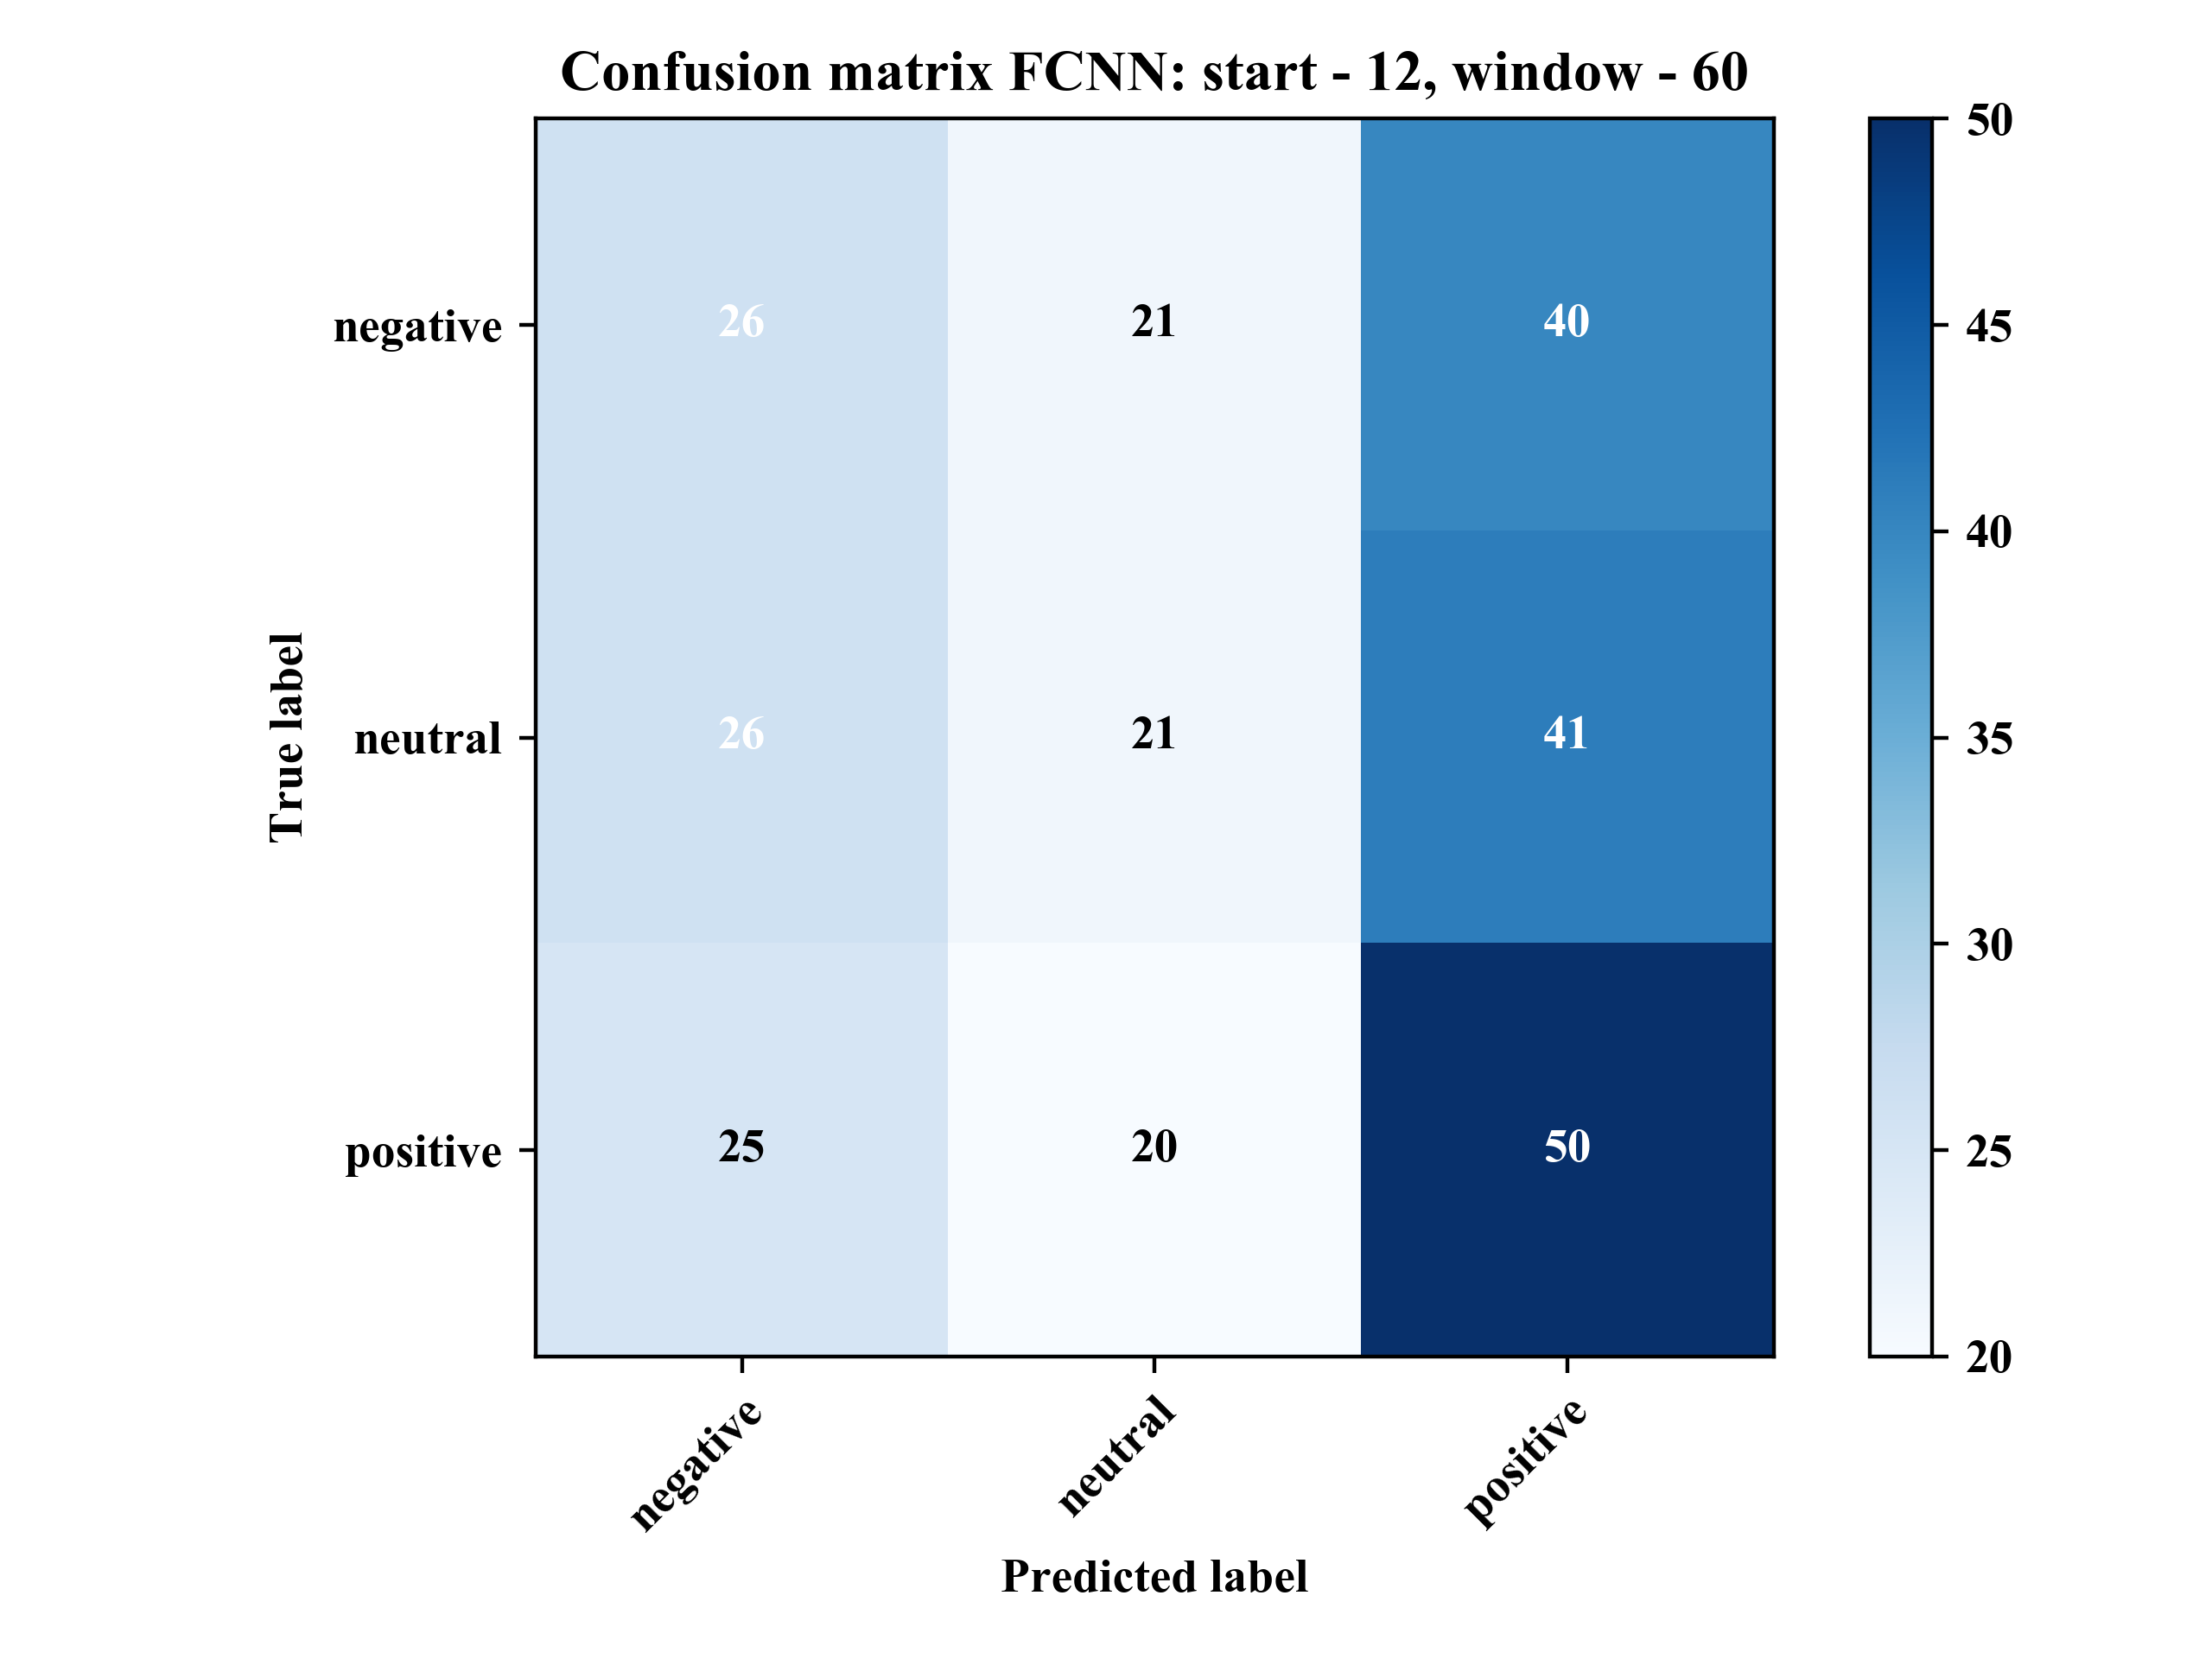 Confusion matrix FCNN: start - 12, window - 60
True label
negative 26 21 40
neutral 26 21 41
positive 25 20 50
negative neutral positive
Predicted label
50
45
40
35
30
25
20